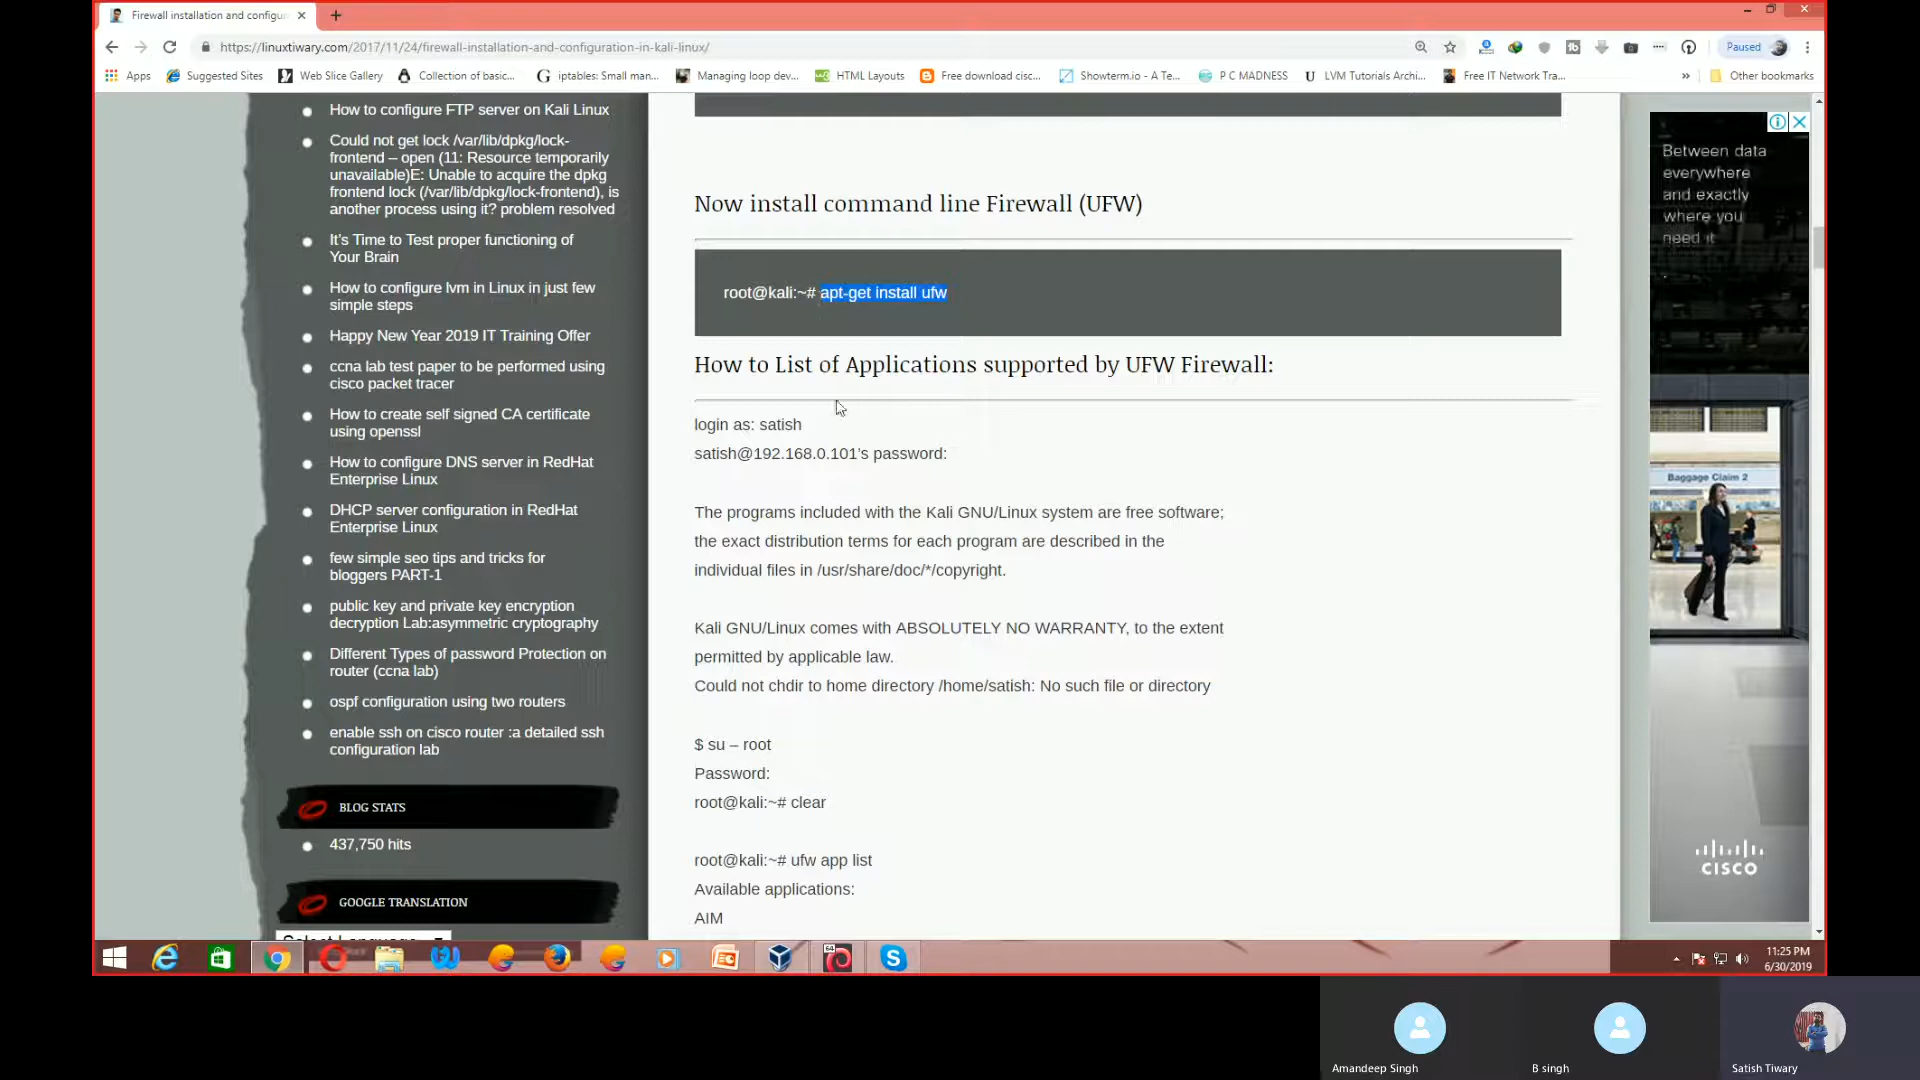 Firewall installation and configu
https://linuxtiwary.com/2017/11/24/firewall-installation-and-configuration-in-kali-linux/
Paused
Apps
Suggested Sites
Web Slice Gallery
Collection of basic...
iptables: Small man...
Managing loop dev...
HTML Layouts
Free download cisc...
Showterm.io - A Te...
P C MADNESS
LVM Tutorials Archi...
Free IT Network Tra...
»
Other bookmarks
How to configure FTP server on Kali Linux
Could not get lock /var/lib/dpkg/lock-
frontend – open (11: Resource temporarily
unavailable)E: Unable to acquire the dpkg
frontend lock (/var/lib/dpkg/lock-frontend), is
another process using it? problem resolved
It's Time to Test proper functioning of
Your Brain
How to configure lvm in Linux in just few
simple steps
Happy New Year 2019 IT Training Offer
ccna lab test paper to be performed using
cisco packet tracer
How to create self signed CA certificate
using openssl
How to configure DNS server in RedHat
Enterprise Linux
DHCP server configuration in RedHat
Enterprise Linux
few simple seo tips and tricks for
bloggers PART-1
public key and private key encryption
decryption Lab:asymmetric cryptography
Different Types of password Protection on
router (ccna lab)
ospf configuration using two routers
enable ssh on cisco router :a detailed ssh
configuration lab
BLOG STATS
437,750 hits
GOOGLE TRANSLATION
Select Language
Now install command line Firewall (UFW)
root@kali:~# apt-get install ufw
How to List of Applications supported by UFW Firewall:
login as: satish
satish@192.168.0.101's password:
The programs included with the Kali GNU/Linux system are free software;
the exact distribution terms for each program are described in the
individual files in /usr/share/doc/*/copyright.
Kali GNU/Linux comes with ABSOLUTELY NO WARRANTY, to the extent
permitted by applicable law.
Could not chdir to home directory /home/satish: No such file or directory
$ su – root
Password:
root@kali:~# clear
root@kali:~# ufw app list
Available applications:
AIM
Between data
everywhere
and exactly
where you
need it
.
Baggage Claim 2
CISCO
64
11:25 PM
6/30/2019
Amandeep Singh
B singh
Satish Tiwary